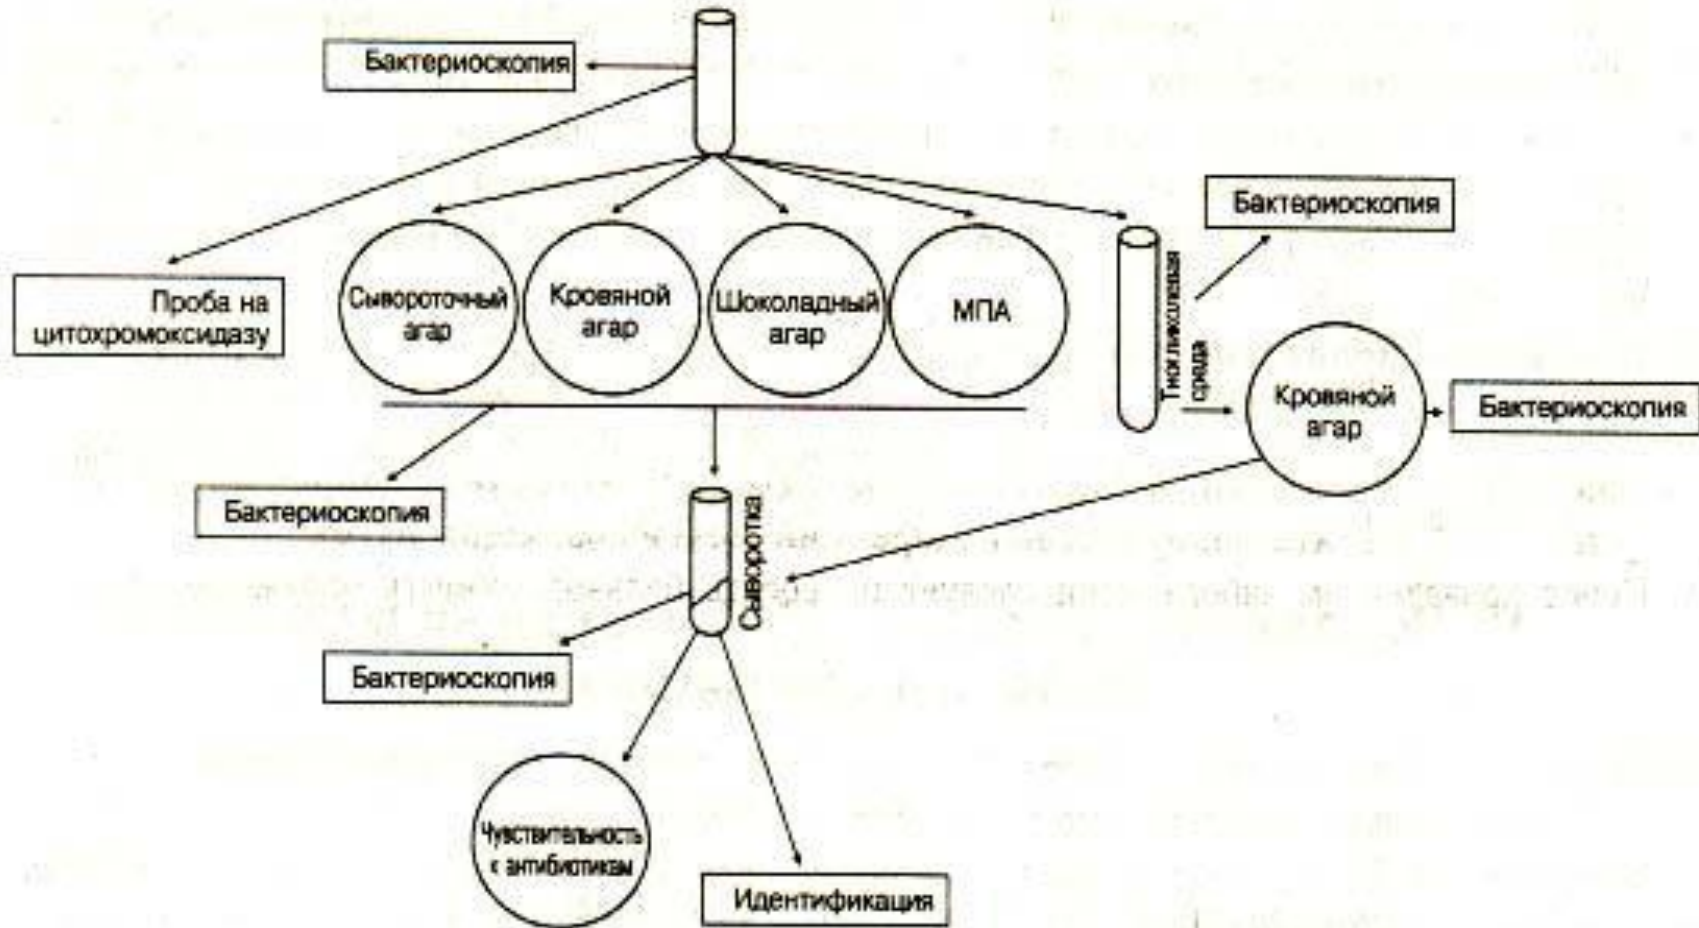 Бактериоскопия
Бактериоскопия
Проба на
цитохромоксидазу
Сывороточный
агар
Кровяной
агар
Шоколадный
агар
МПА
Тиогликолевая
среда
Кровяной
агар
Бактериоскопия
Бактериоскопия
Сыворотка
Бактериоскопия
Чувствительность
к антибиотикам
Идентификация